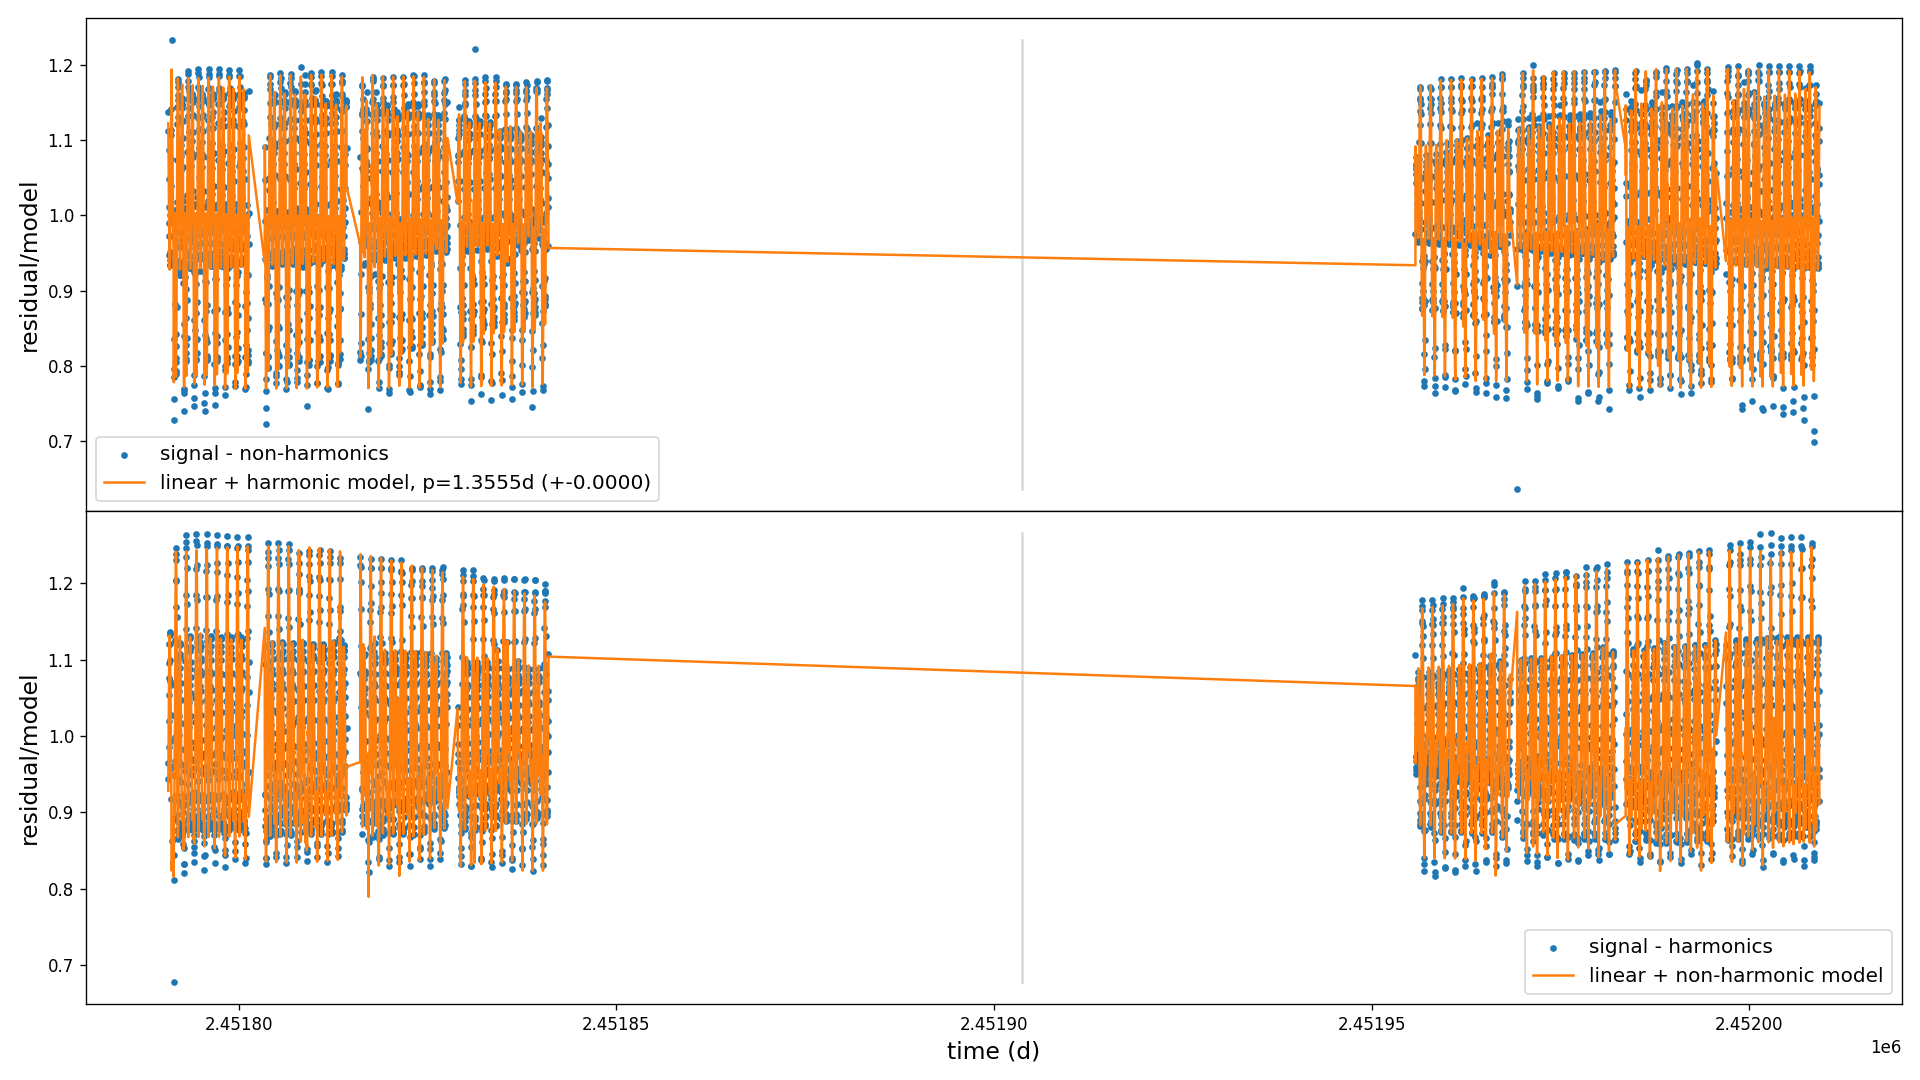 1.2
1.1
1.0
0.9
0.8
0.7
residual/model
signal - non-harmonics
linear + harmonic model, p=1.3555d (+-0.0000)
1.2
1.1
1.0
0.9
0.8
0.7
residual/model
signal - harmonics
linear + non-harmonic model
2.45180 2.45185 2.45190 2.45195 2.45200
time (d)
1e6